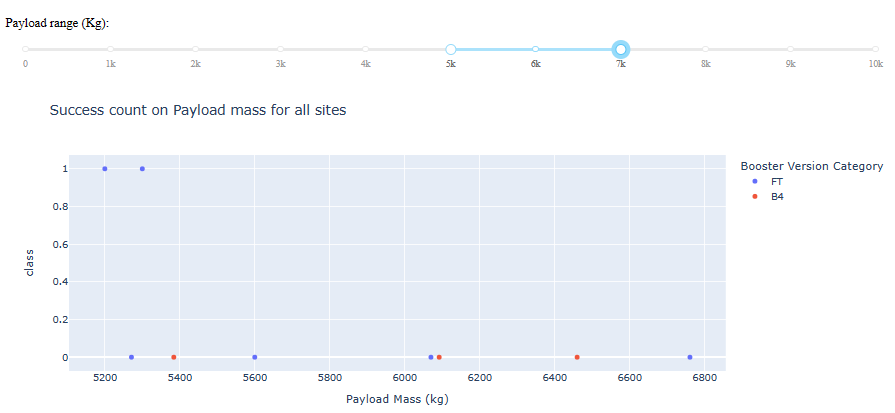 Payload range (Kg):
0 1k 2k 3k 4k 5k 6k 7k 8k 9k 10k
Success count on Payload mass for all sites
Booster Version Category
FT
B4
1
0.8
0.6
0.4
0.2
0
class
5200 5400 5600 5800 6000 6200 6400 6600 6800
Payload Mass (kg)